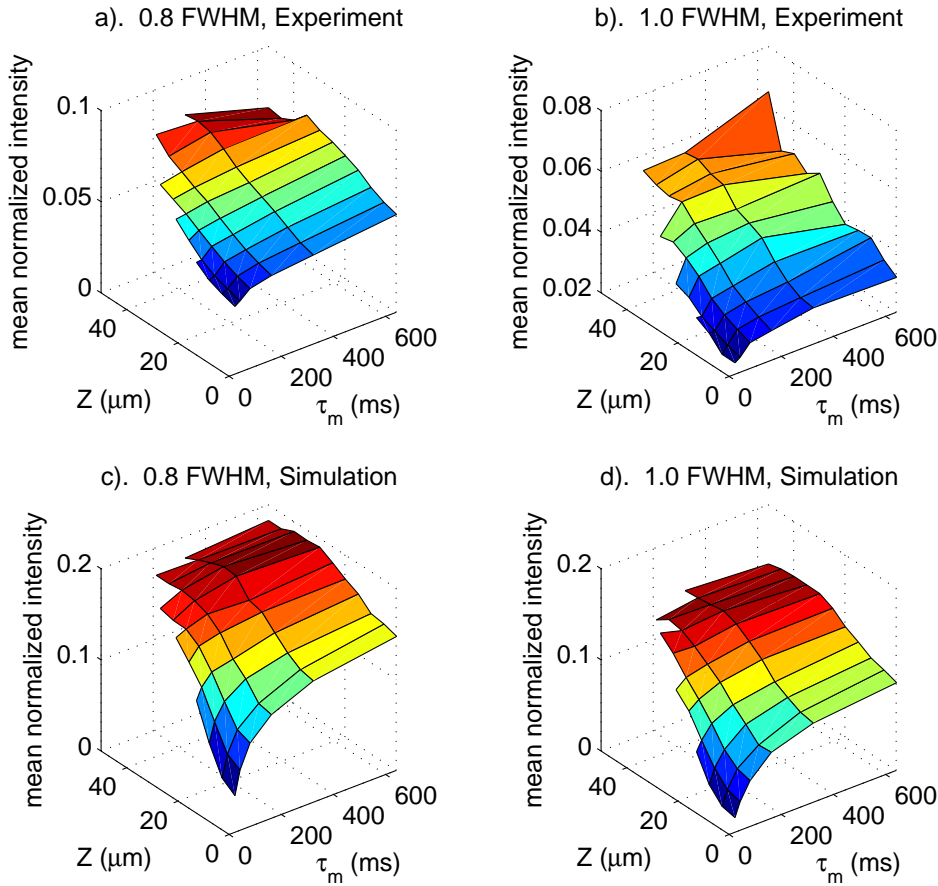 a).  0.8 FWHM, Experiment
mean normalized intensity
0.1
0.05
0
40
20
0
Z (μm)
0
200
400
600
τm (ms)
b).  1.0 FWHM, Experiment
mean normalized intensity
0.08
0.06
0.04
0.02
40
20
0
Z (μm)
0
200
400
600
τm (ms)
c).  0.8 FWHM, Simulation
mean normalized intensity
0.2
0.1
0
40
20
0
Z (μm)
0
200
400
600
τm (ms)
d).  1.0 FWHM, Simulation
mean normalized intensity
0.2
0.1
0
40
20
0
Z (μm)
0
200
400
600
τm (ms)